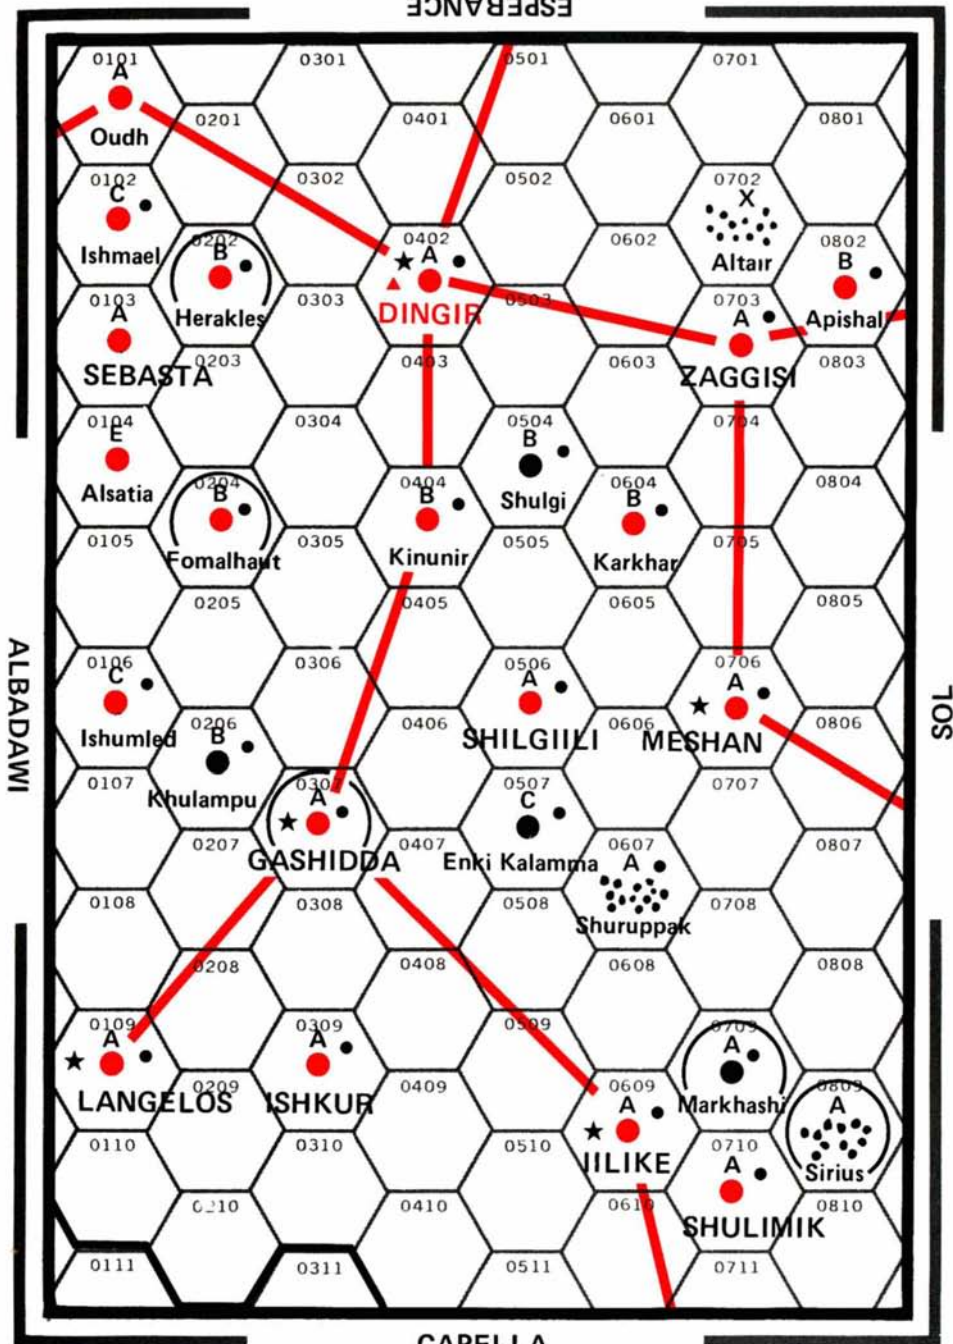 ESPERANCE
0101
A
Oudh
0301
0501
0701
0201
0401
0601
0801
0102
C
Ishmael
0302
0502
0702
X
Altair
0202
B
Herakles
0402
A
DINGIR
0602
0802
B
Apishal
0103
A
SEBASTA
0303
0503
0703
A
ZAGGISI
0203
0403
0603
0803
0104
E
Alsatia
0304
0504
B
Shulgi
0704
0204
B
Fomalhaut
0404
B
Kinunir
0604
B
Karkhar
0804
0105
0305
0505
0705
0205
0405
0605
0805
0106
C
Ishumled
0306
0506
A
SHILGIILI
0706
A
MESHAN
0206
B
Khulampu
0406
0606
0806
0107
0307
A
GASHIDDA
0507
C
Enki Kalamma
0707
0207
0407
0607
A
Shuruppak
0807
0108
0308
0508
0708
0208
0408
0608
0808
0109
A
LANGELOS
0309
A
ISHKUR
0509
0709
A
Markhashi
0209
0409
0609
A
IILIKE
0809
A
Sirius
0110
0310
0510
0710
A
SHULIMIK
0210
0410
0610
0810
0111
0311
0511
0711
ALBADAWI
SOL
CAPELLA